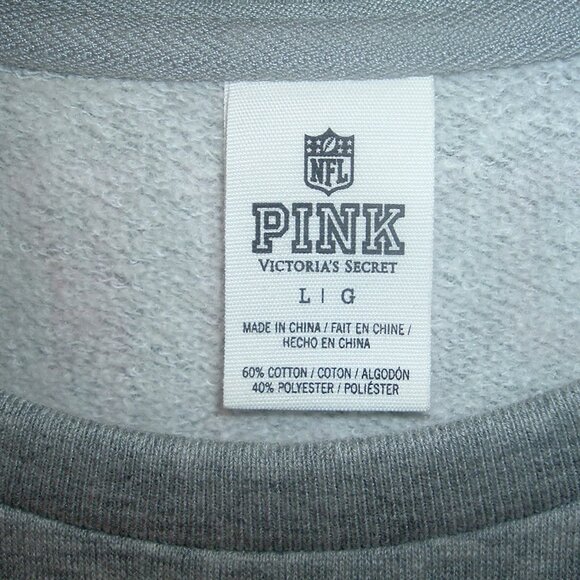 NFL
PINK
VICTORIA'S SECRET
L | G
MADE IN CHINA / FAIT EN CHINE /
HECHO EN CHINA
60% COTTON / COTON / ALGODÓN
40% POLYESTER / POLIÉSTER